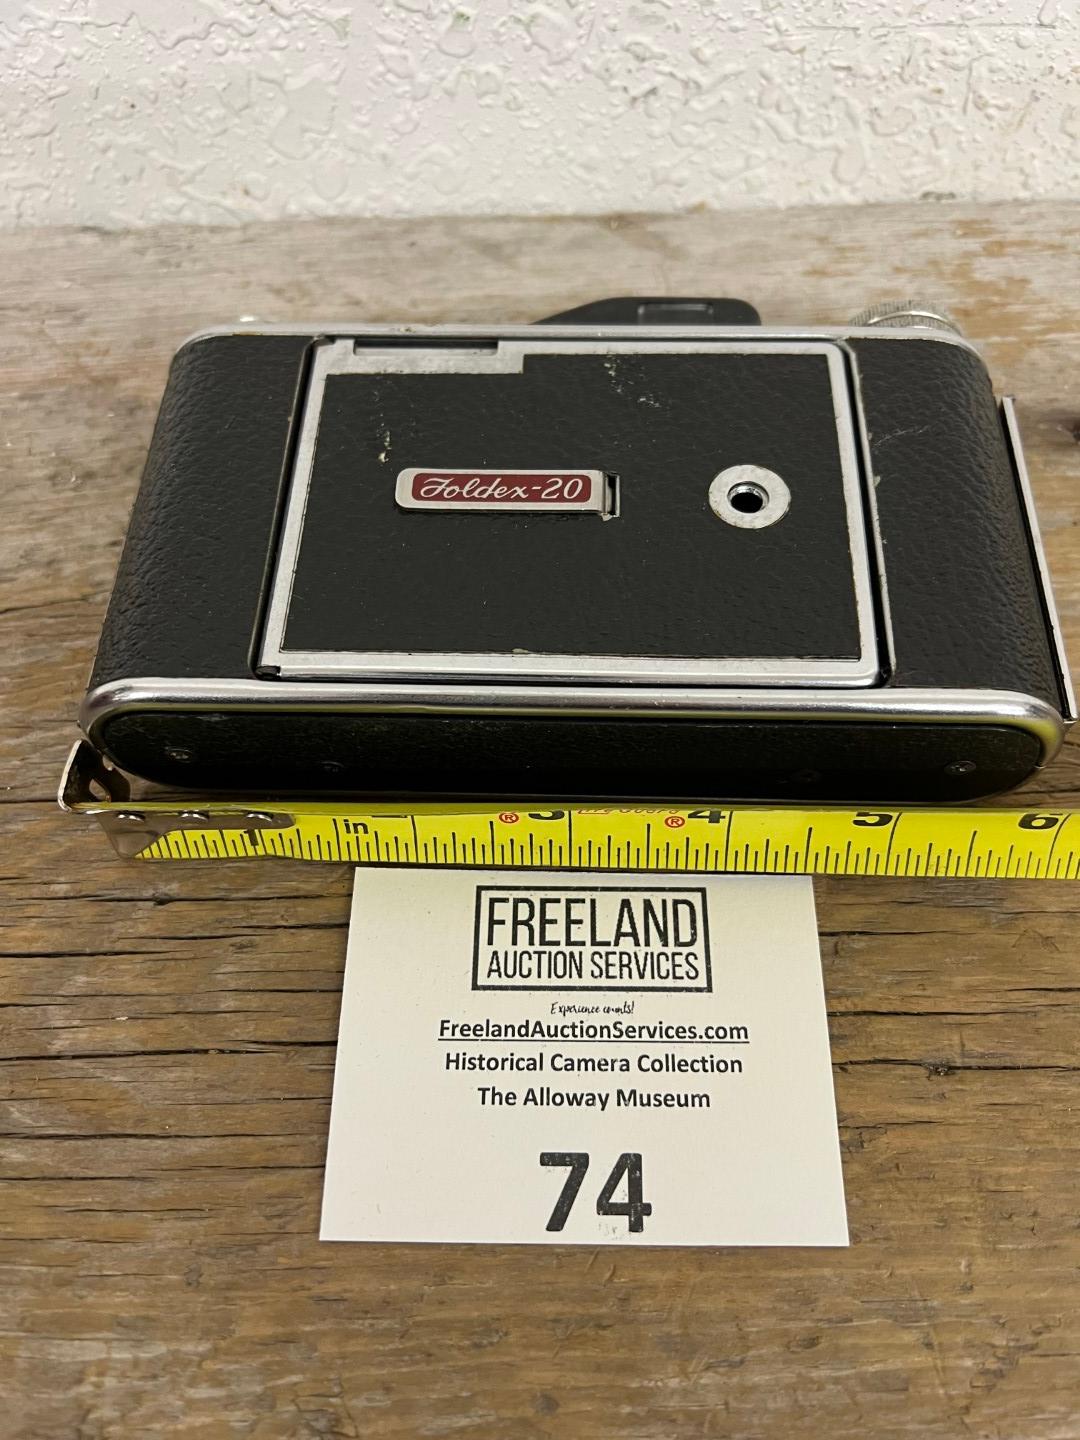 Foldex-20
1 in 3 4 5 6
® ®
FREELAND
AUCTION SERVICES
Experience counts!
FreelandAuctionServices.com
Historical Camera Collection
The Alloway Museum
74